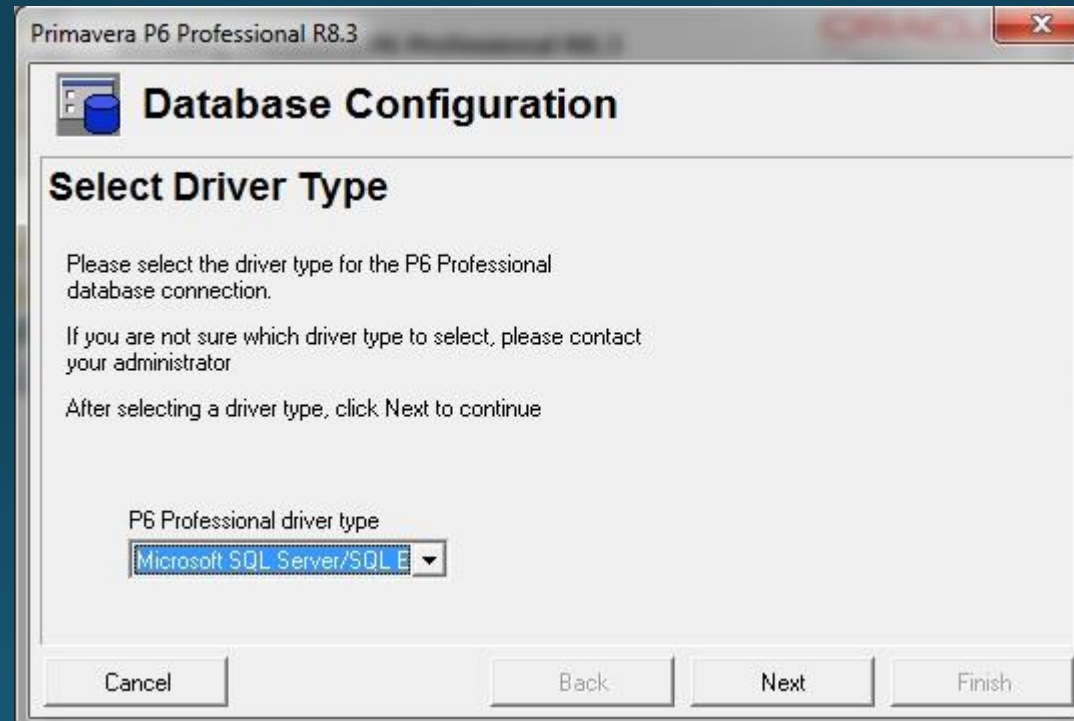 Primavera P6 Professional R8.3
ORACLE
Database Configuration
Select Driver Type
Please select the driver type for the P6 Professional
database connection.
If you are not sure which driver type to select, please contact
your administrator
After selecting a driver type, click Next to continue
P6 Professional driver type
Microsoft SQL Server/SQL E
Cancel
Back
Next
Finish